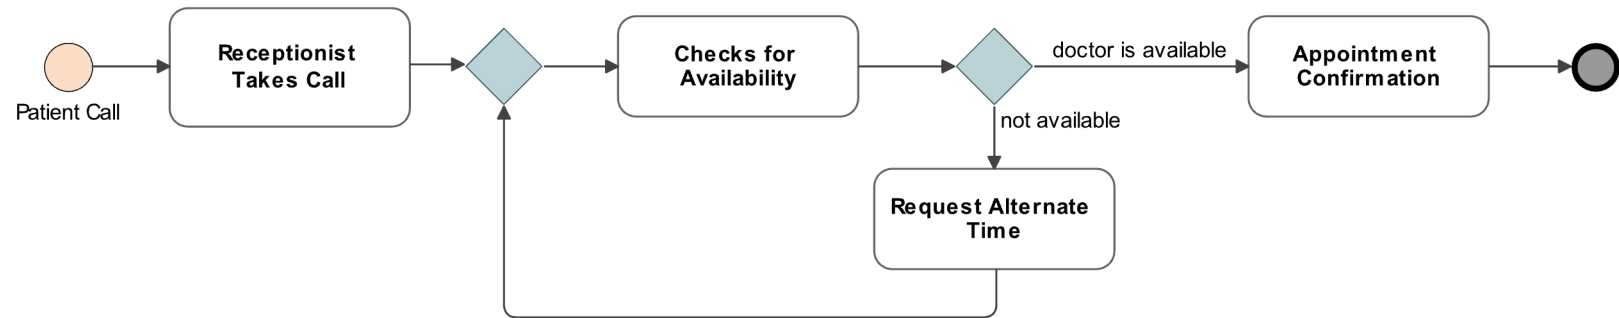 Patient Call
Receptionist
Takes Call
Checks for
Availability
doctor is available
not available
Request Alternate
Time
Appointment
Confirmation